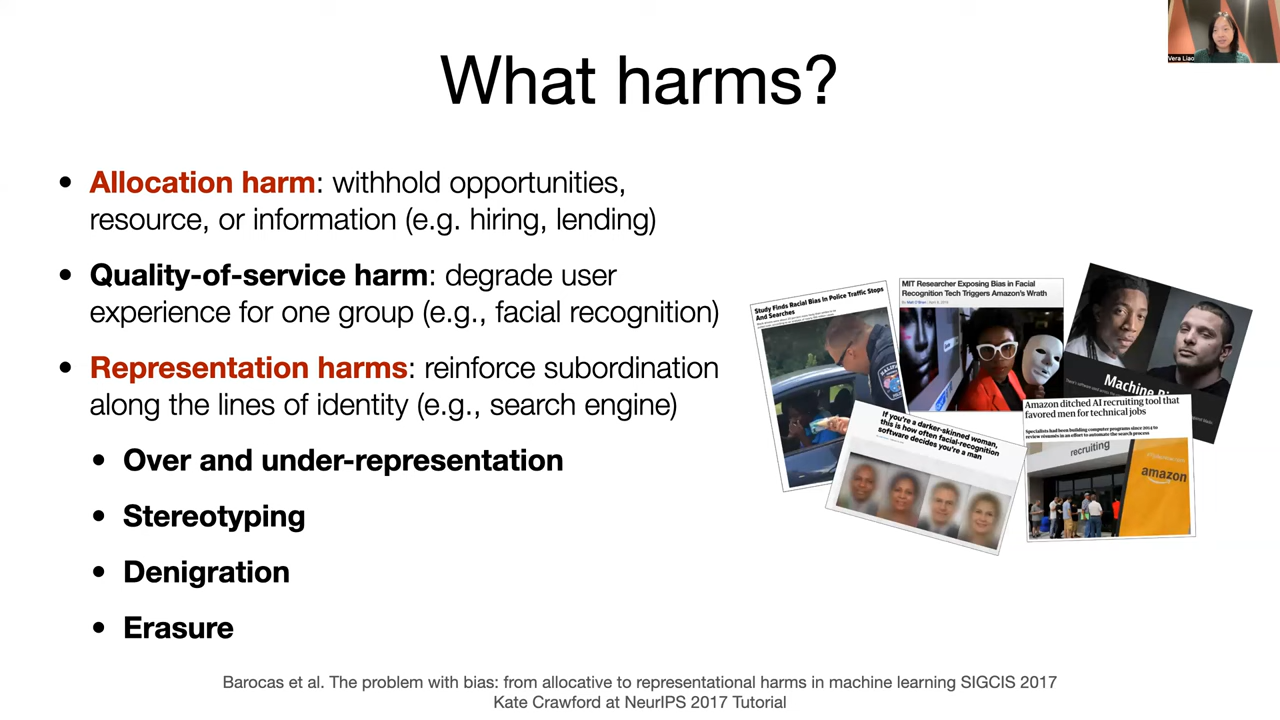 Vera Liao
What harms?
• Allocation harm: withhold opportunities,
resource, or information (e.g. hiring, lending)
• Quality-of-service harm: degrade user
experience for one group (e.g., facial recognition)
• Representation harms: reinforce subordination
along the lines of identity (e.g., search engine)
• Over and under-representation
• Stereotyping
• Denigration
• Erasure
Study Finds Racial Bias In Police Traffic Stops
And Searches
MIT Researcher Exposing Bias in Facial
Recognition Tech Triggers Amazon's Wrath
Machine
If you're a darker-skinned woman,
this is how often facial-recognition
software decides you're a man
Amazon ditched AI recruiting tool that
favored men for technical jobs
Specialists had been building computer programs since 2014 to
review résumés in an effort to automate the search process
recruiting
amazon
Barocas et al. The problem with bias: from allocative to representational harms in machine learning SIGCIS 2017
Kate Crawford at NeurIPS 2017 Tutorial